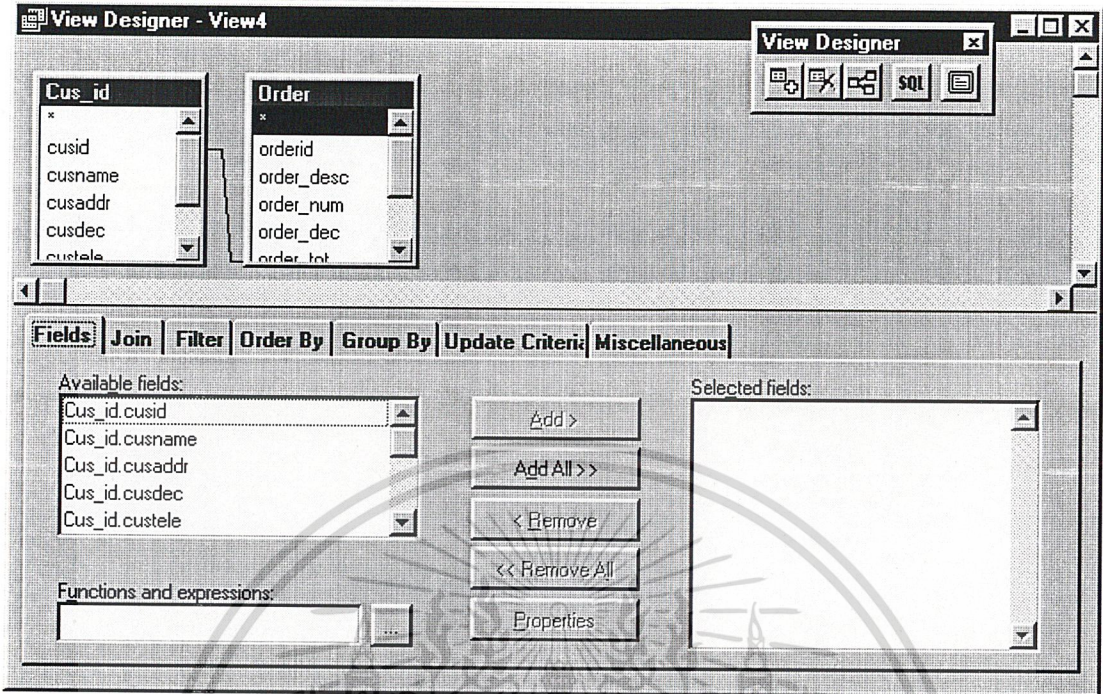 View Designer - View4
View Designer
SQL
Cus_id
*
cusid
cusname
cusaddr
cusdec
custele
Order
*
orderid
order_desc
order_num
order_dec
order_tot
Fields Join Filter Order By Group By Update Criteria Miscellaneous
Available fields:
Cus_id.cusid
Cus_id.cusname
Cus_id.cusaddr
Cus_id.cusdec
Cus_id.custele
Functions and expressions:
...
Add >
Add All >>
< Remove
<< Remove All
Properties
Selected fields: